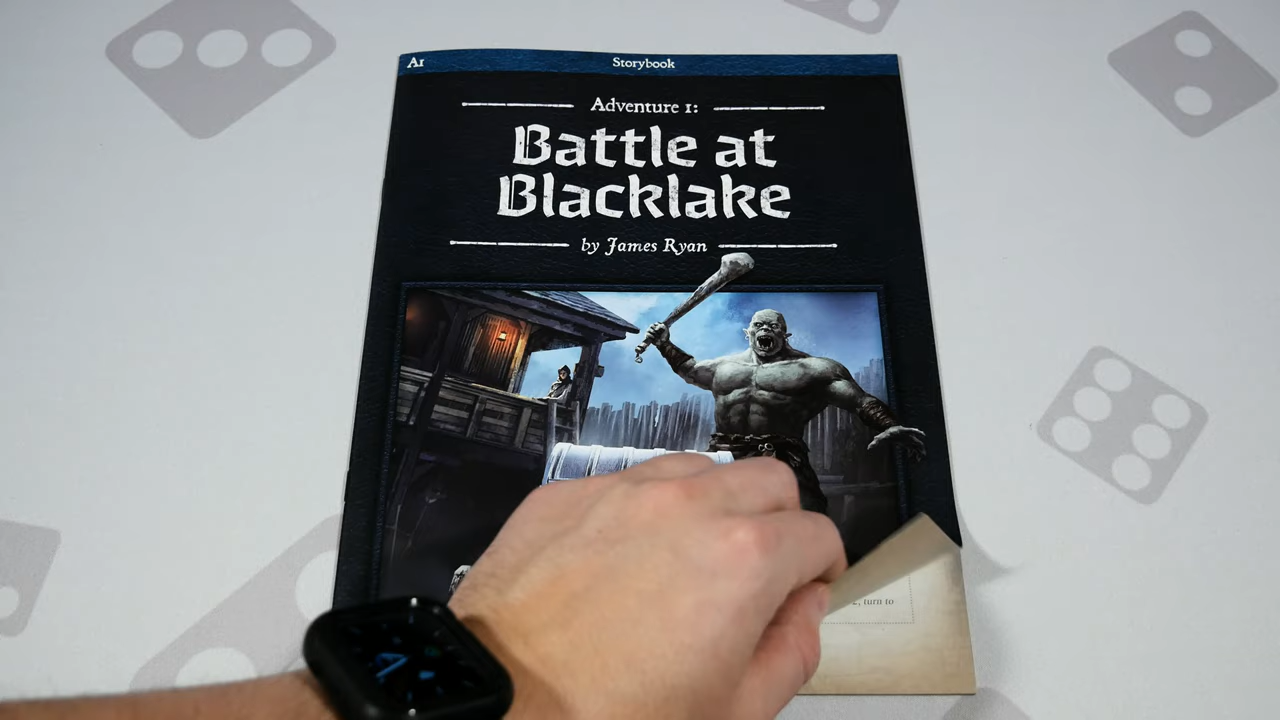 A1
Storybook
Adventure 1:
Battle at
Blacklake
by James Ryan
2, turn to